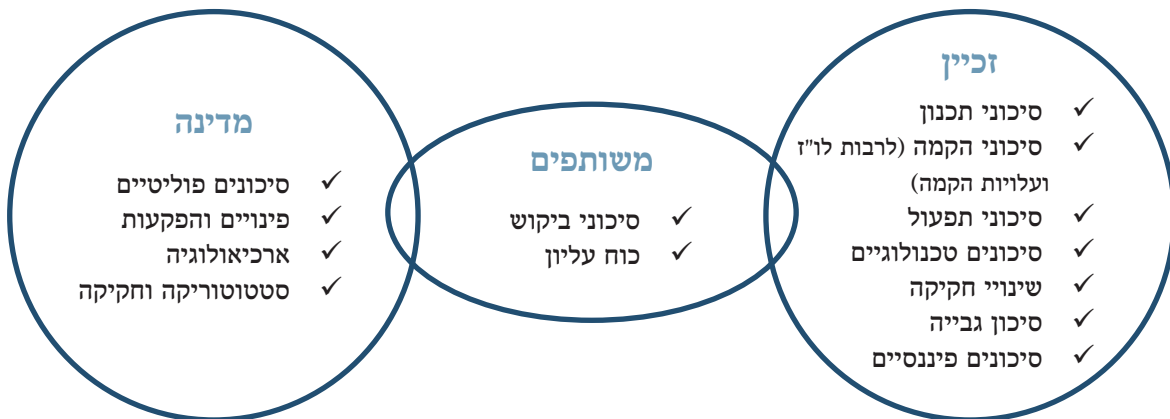 זכיין
✓ סיכוני תכנון
✓ סיכוני הקמה (לרבות לו"ז
ועלויות הקמה)
✓ סיכוני תפעול
✓ סיכונים טכנולוגיים
✓ שינויי חקיקה
✓ סיכון גבייה
✓ סיכונים פיננסיים
משותפים
✓ סיכוני ביקוש
✓ כוח עליון
מדינה
✓ סיכונים פוליטיים
✓ פינויים והפקעות
✓ ארכיאולוגיה
✓ סטטוטוריקה וחקיקה